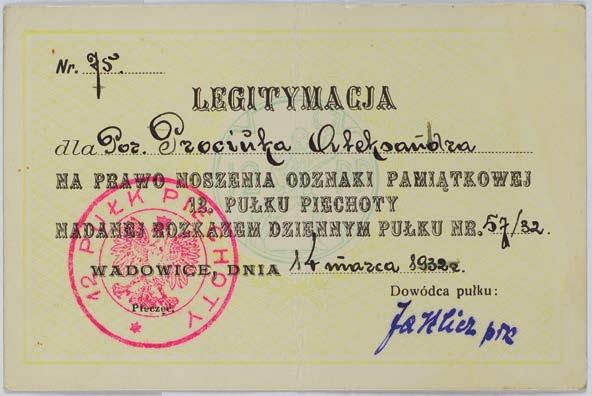 Nr. 75.
LEGITYMACJA
dla Por. Prociuka Aleksandra
NA PRAWO NOSZENIA ODZNAKI PAMIĄTKOWEJ
12. PUŁKU PIECHOTY
NADANEJ ROZKAZEM DZIENNYM PUŁKU NR. 57/32.
WADOWICE, DNIA 14 marca 1932 r.
Dowódca pułku:
Pieczęć.
12 PUŁK PIECHOTY